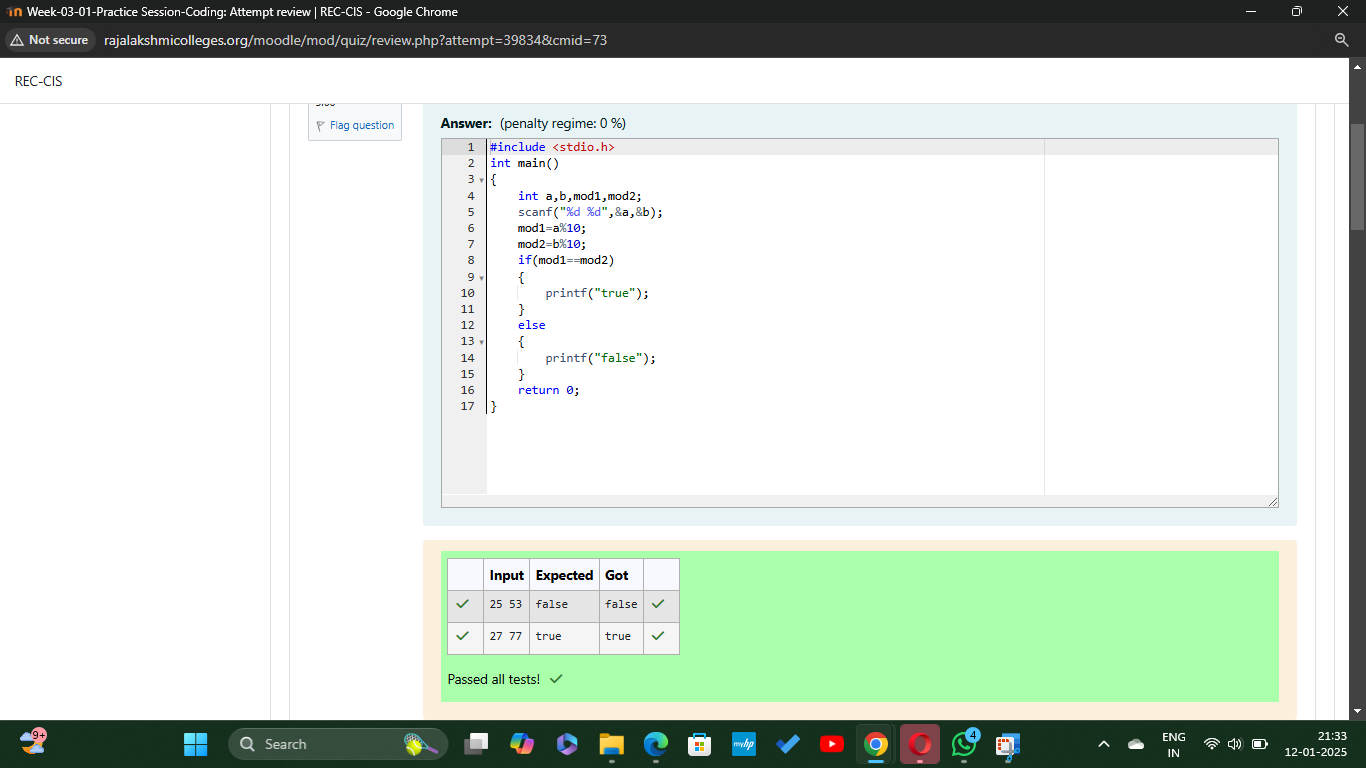 Week-03-01-Practice Session-Coding: Attempt review | REC-CIS - Google Chrome
Not secure rajalakshmicolleges.org/moodle/mod/quiz/review.php?attempt=39834&cmid=73
REC-CIS
Flag question
Answer: (penalty regime: 0 %)
1 #include <stdio.h>
2 int main()
3 {
4 int a,b,mod1,mod2;
5 scanf("%d %d",&a,&b);
6 mod1=a%10;
7 mod2=b%10;
8 if(mod1==mod2)
9 {
10 printf("true");
11 }
12 else
13 {
14 printf("false");
15 }
16 return 0;
17 }
Input Expected Got
25 53 false false
27 77 true true
Passed all tests!
9+
Search
myhp
4
ENG
IN
21:33
12-01-2025